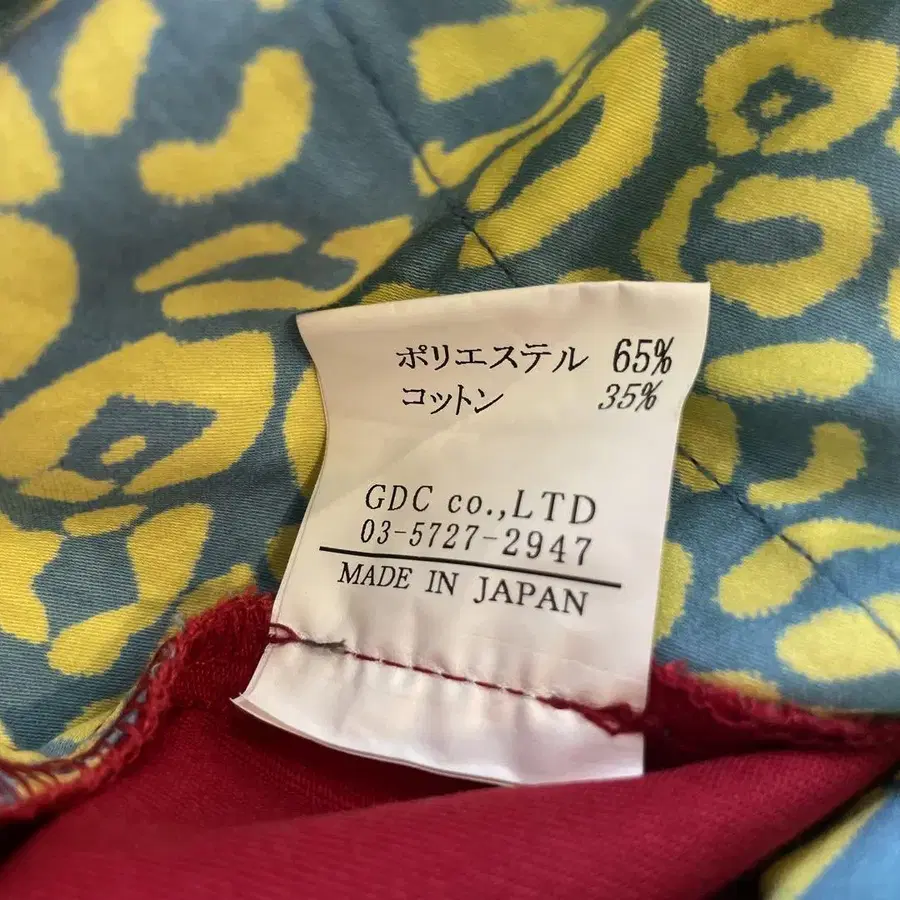 ポリエステル 65%
コットン 35%
GDC co.,LTD
03-5727-2947
MADE IN JAPAN